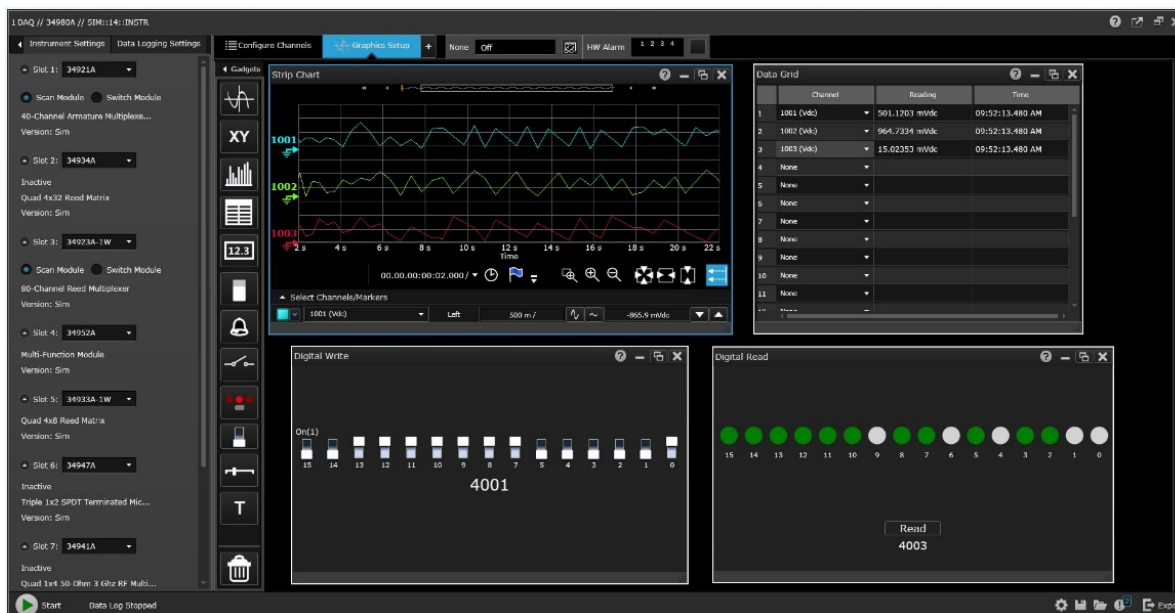 1 DAQ // 34980A // SIM::14::INSTR
Instrument Settings Data Logging Settings
Configure Channels Graphics Setup + None Off HW Alarm 1 2 3 4
Slot 1: 34921A
Scan Module Switch Module
40-Channel Armature Multiplexe...
Version: Sim
Slot 2: 34934A
Inactive
Quad 4x32 Reed Matrix
Version: Sim
Slot 3: 34923A-1W
Scan Module Switch Module
80-Channel Reed Multiplexer
Version: Sim
Slot 4: 34952A
Multi-Function Module
Version: Sim
Slot 5: 34933A-1W
Quad 4x8 Reed Matrix
Version: Sim
Slot 6: 34947A
Inactive
Triple 1x2 SPDT Terminated Mic...
Version: Sim
Slot 7: 34941A
Inactive
Quad 1x4 50-Ohm 3 Ghz RF Multi...
Gadgets
XY
12.3
T
Strip Chart
1001
1002
1003
2 s 4 s 6 s 8 s 10 s 12 s 14 s 16 s 18 s 20 s 22 s
Time
00.00.00:00:02.000/
Select Channels/Markers
1001 (Vdc) Left 500 m / -865.9 mVdc
Data Grid
Channel Reading Time
1 1001 (Vdc) 501.1203 mVdc 09:52:13.480 AM
2 1002 (Vdc) 964.7334 mVdc 09:52:13.480 AM
3 1003 (Vdc) 15.02353 mVdc 09:52:13.480 AM
4 None
5 None
6 None
7 None
8 None
9 None
10 None
11 None
Digital Write
On(1)
15 14 13 12 11 10 9 8 7 5 4 3 2 1 0
4001
Digital Read
15 14 13 12 11 10 9 8 7 6 5 4 3 2 1 0
Read
4003
Start Data Log Stopped